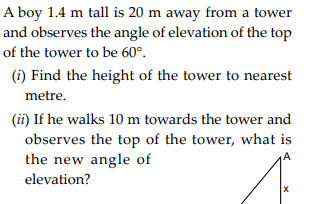 A boy 1.4 m tall is 20 m away from a tower
and observes the angle of elevation of the top
of the tower to be 60°.
(i) Find the height of the tower to nearest
metre.
(ii) If he walks 10 m towards the tower and
observes the top of the tower, what is
the new angle of
elevation?
A
x